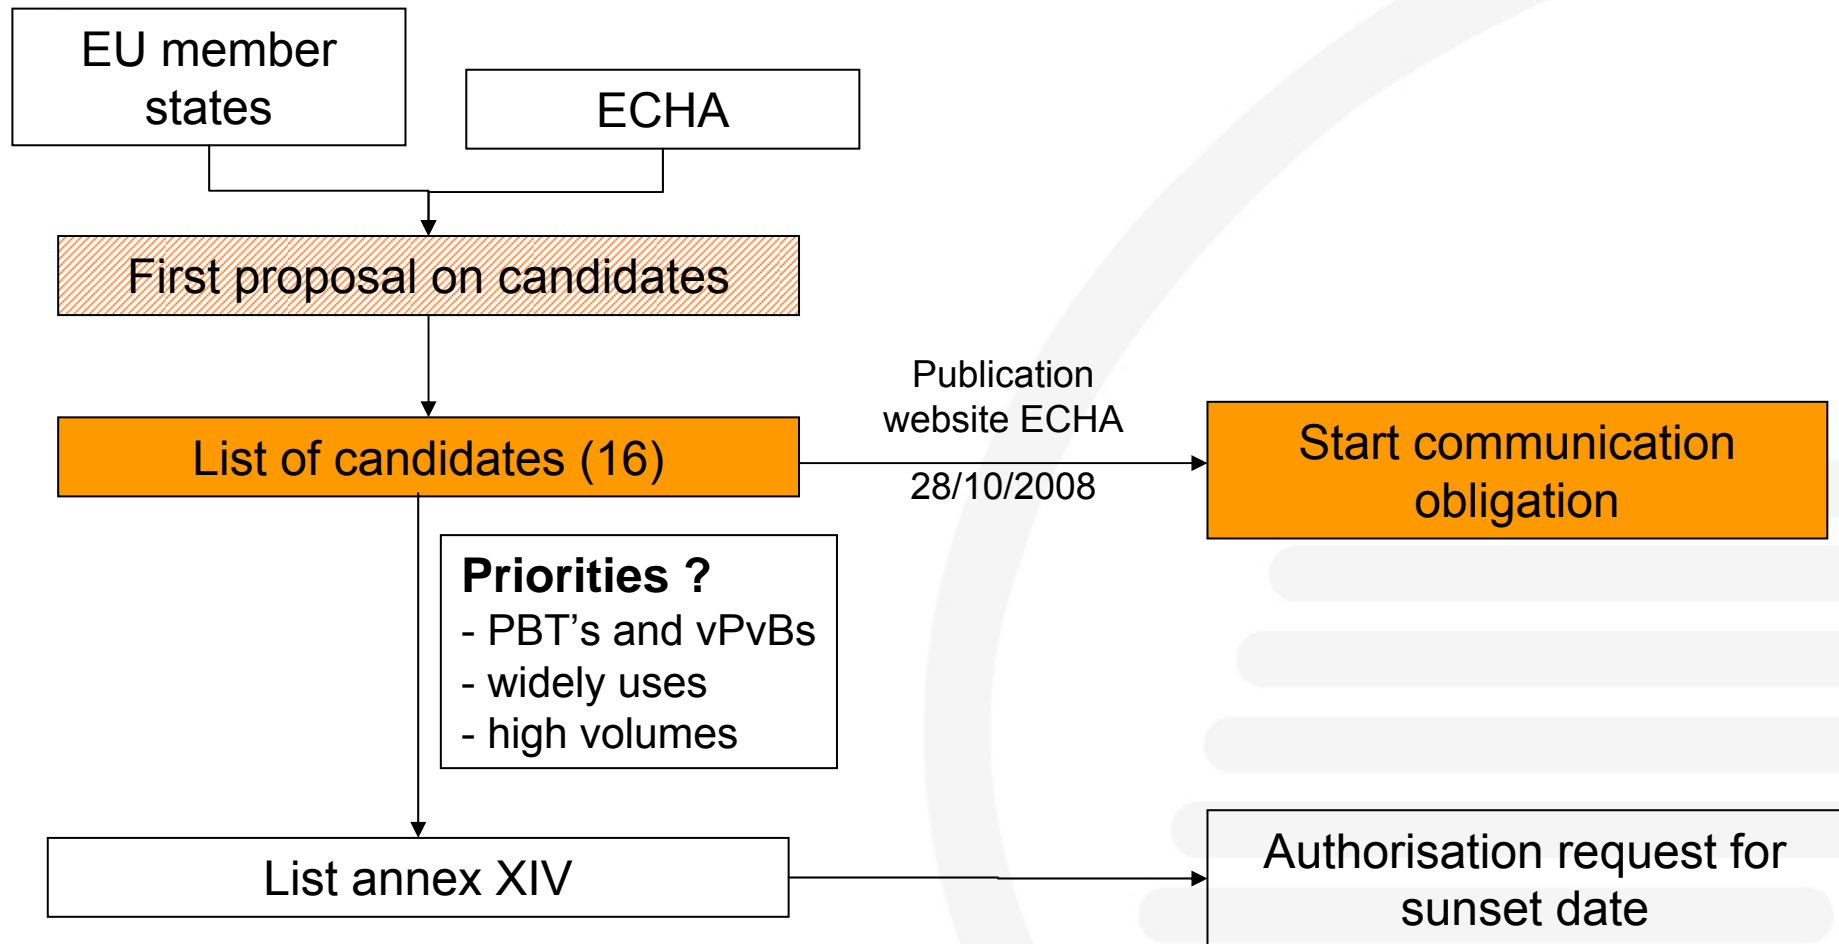 EU member
states
ECHA
First proposal on candidates
List of candidates (16)
Publication
website ECHA
28/10/2008
Start communication
obligation
Priorities ?
- PBT’s and vPvBs
- widely uses
- high volumes
List annex XIV
Authorisation request for
sunset date